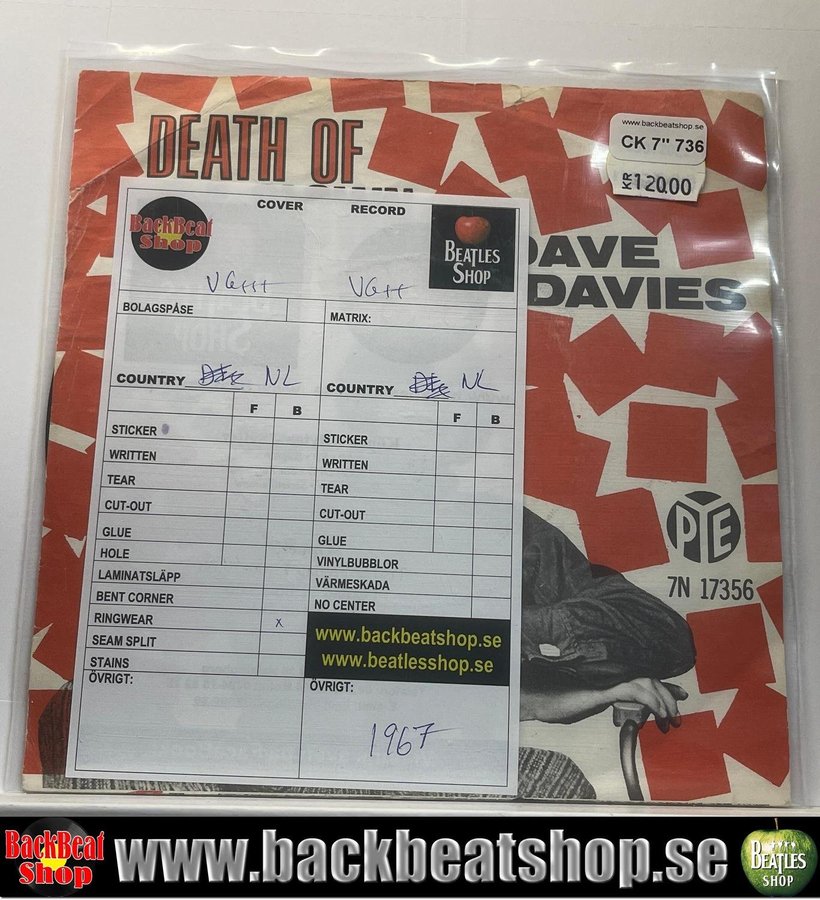 DEATH OF
www.backbeatshop.se
CK 7" 736
KR 120.00
DAVE
DAVIES
PYE
7N 17356
BackBeat
Shop
COVER
RECORD
BEATLES
SHOP
VG+++
VG++
BOLAGSPÅSE
MATRIX:
COUNTRY NL
COUNTRY NL
F B
F B
STICKER
STICKER
WRITTEN
WRITTEN
TEAR
TEAR
CUT-OUT
CUT-OUT
GLUE
GLUE
HOLE
VINYLBUBBLOR
LAMINATSLÄPP
VÄRMESKADA
BENT CORNER
NO CENTER
RINGWEAR x
SEAM SPLIT
STAINS
www.backbeatshop.se
www.beatlesshop.se
ÖVRIGT:
ÖVRIGT:
1967
BackBeat
Shop
www.backbeatshop.se
BEATLES
SHOP